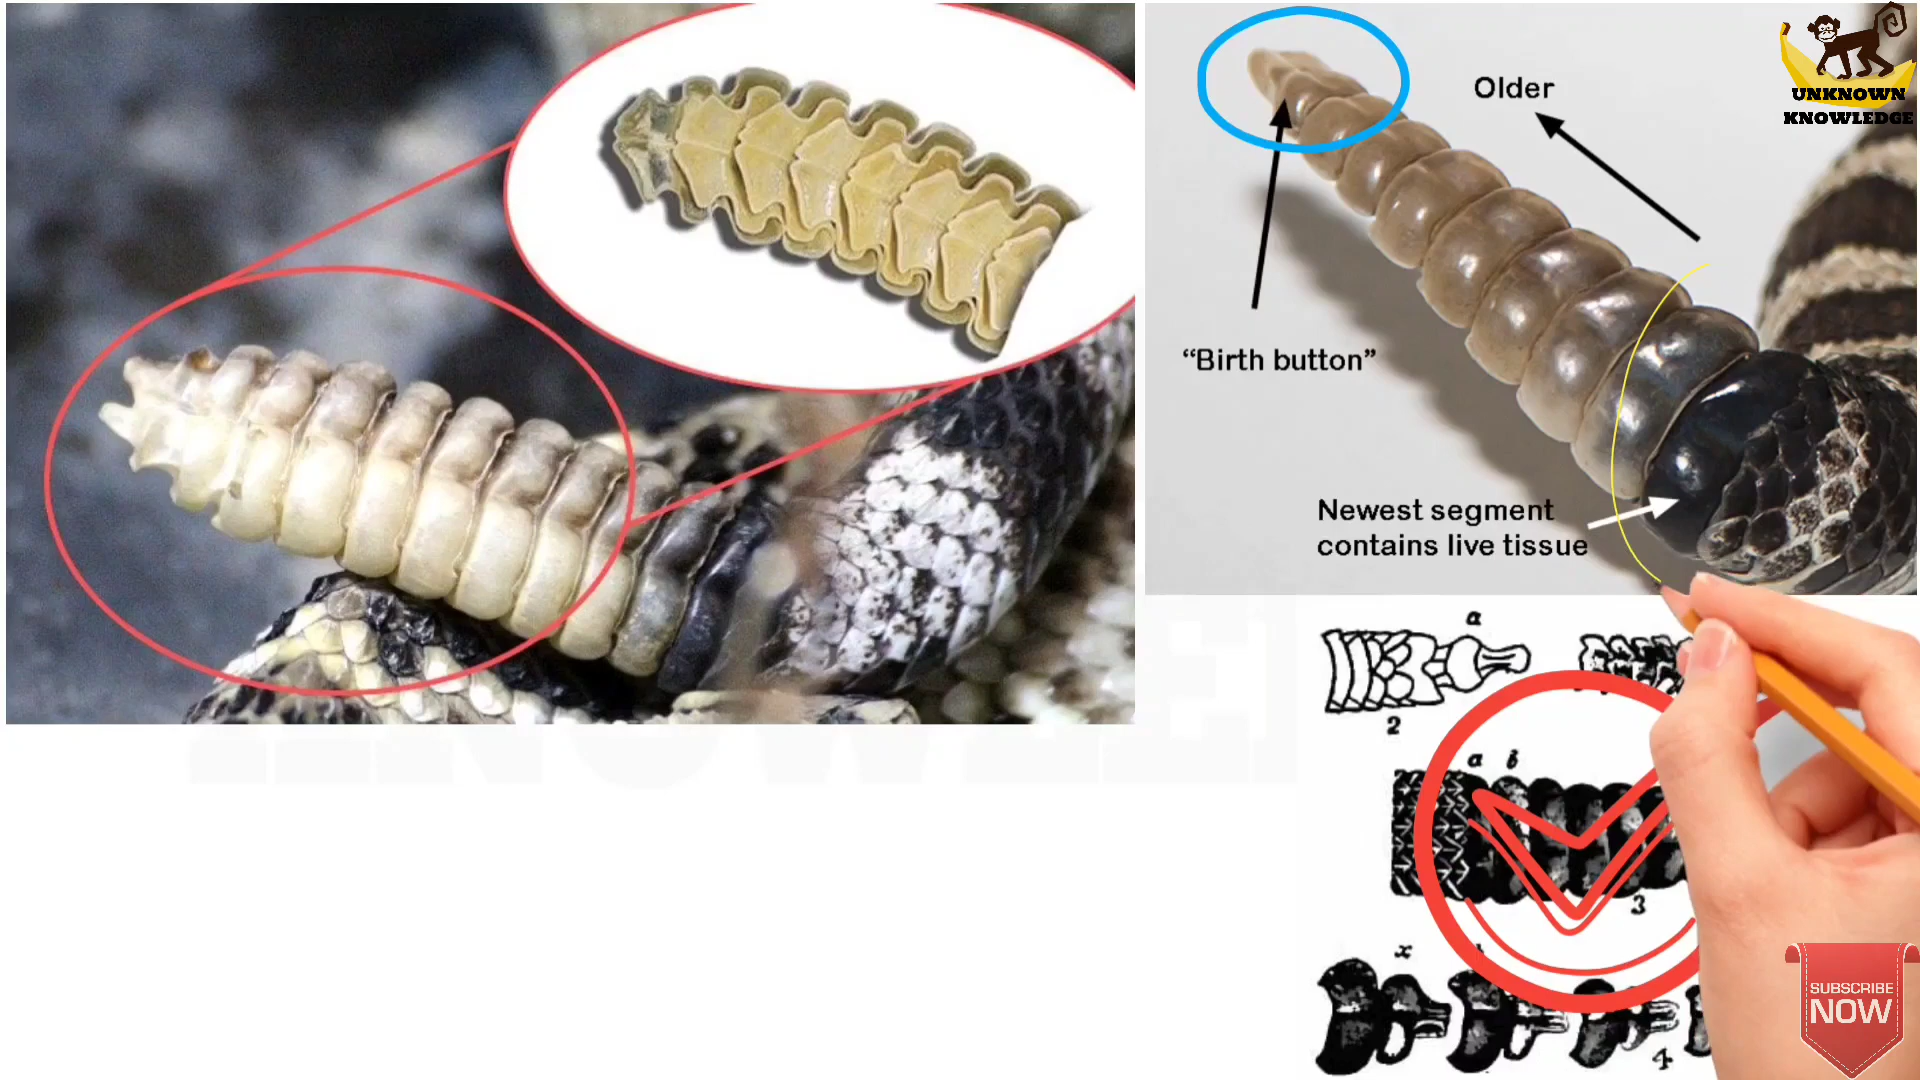 UNKNOWN
KNOWLEDGE
Older
“Birth button”
Newest segment
contains live tissue
a
2
a b
3
x
4
SUBSCRIBE
NOW